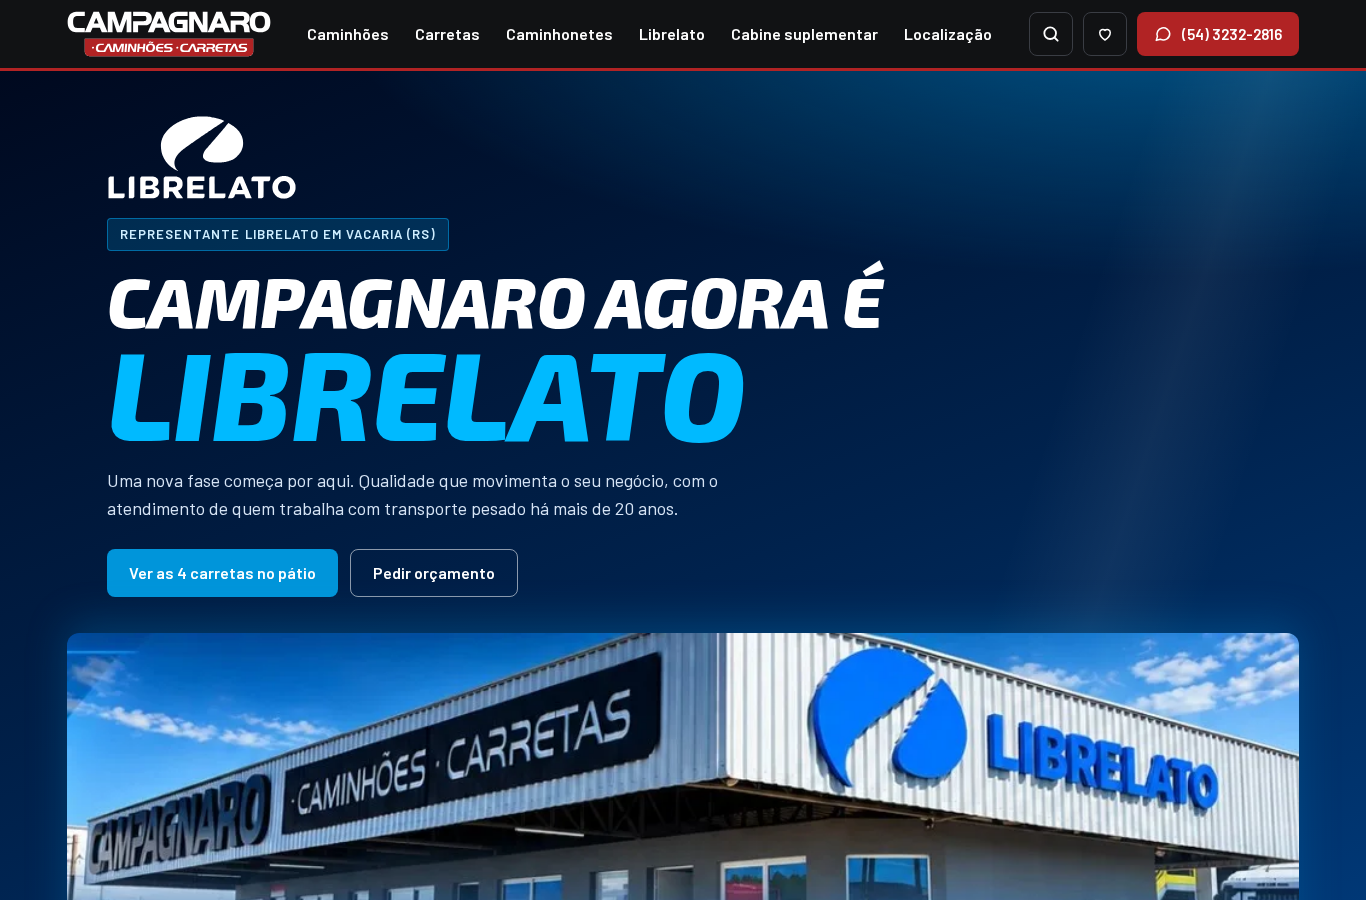 CAMPAGNARO
· CAMINHÕES · CARRETAS
Caminhões
Carretas
Caminhonetes
Librelato
Cabine suplementar
Localização
(54) 3232-2816
LIBRELATO
REPRESENTANTE LIBRELATO EM VACARIA (RS)
CAMPAGNARO AGORA É
LIBRELATO
Uma nova fase começa por aqui. Qualidade que movimenta o seu negócio, com o
atendimento de quem trabalha com transporte pesado há mais de 20 anos.
Ver as 4 carretas no pátio
Pedir orçamento
CAMPAGNARO
· CAMINHÕES · CARRETAS
LIBRELATO